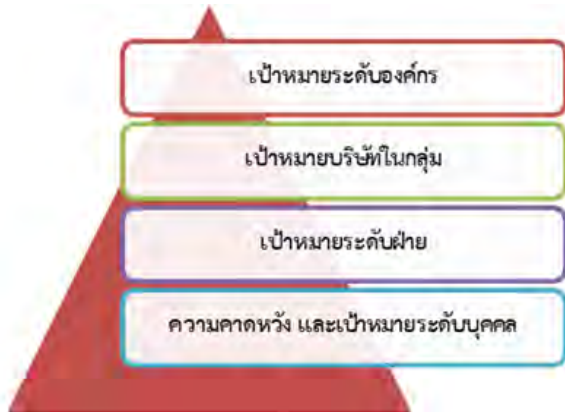 เป้าหมายระดับองค์กร
เป้าหมายบริษัทในกลุ่ม
เป้าหมายระดับฝ่าย
ความคาดหวัง และเป้าหมายระดับบุคคล